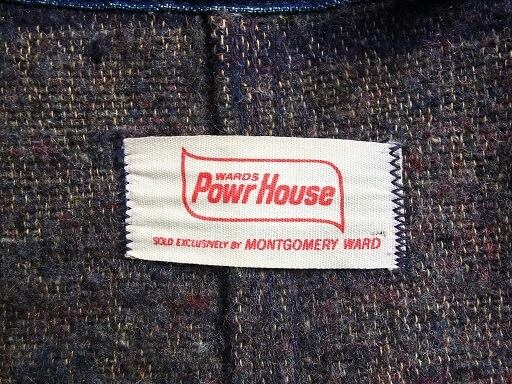 WARDS
Powr House
SOLD EXCLUSIVELY BY MONTGOMERY WARD